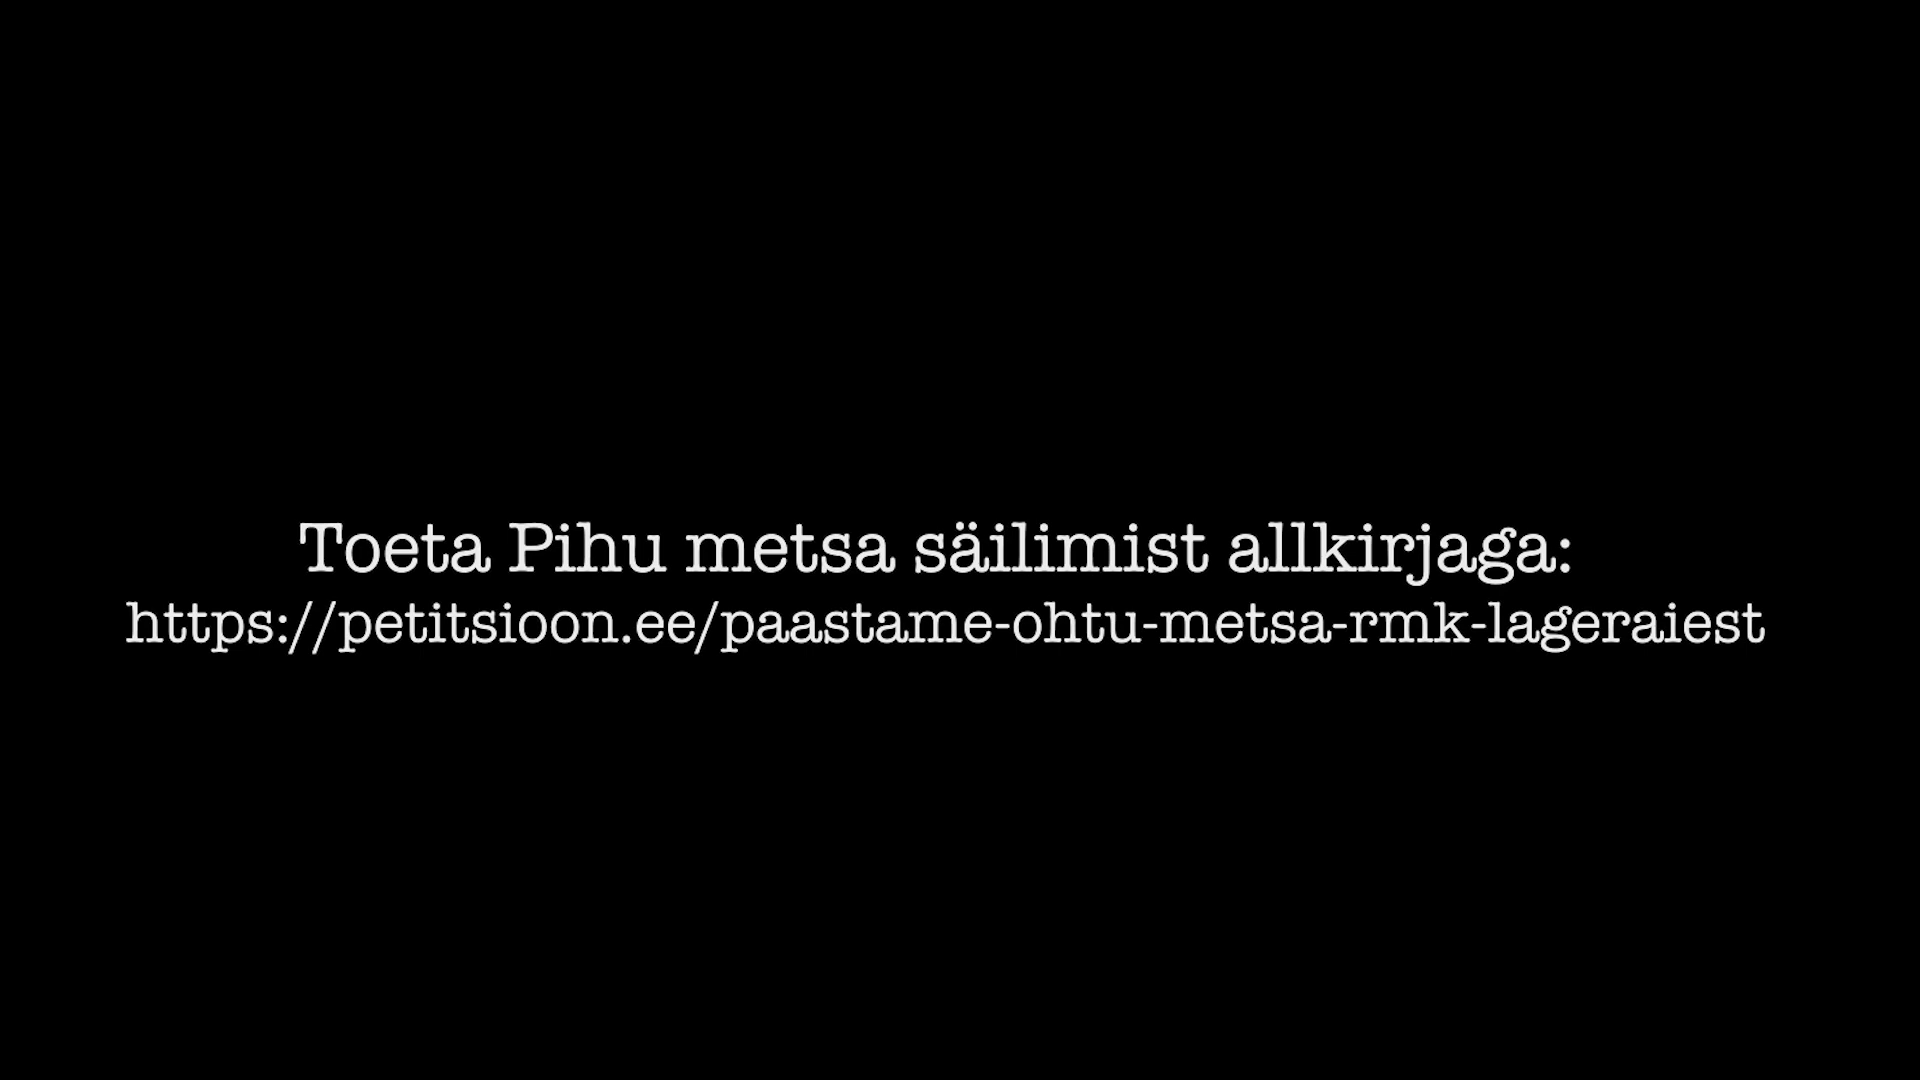 Toeta Pihu metsa säilimist allkirjaga:
https://petitsioon.ee/paastame-ohtu-metsa-rmk-lageraiest